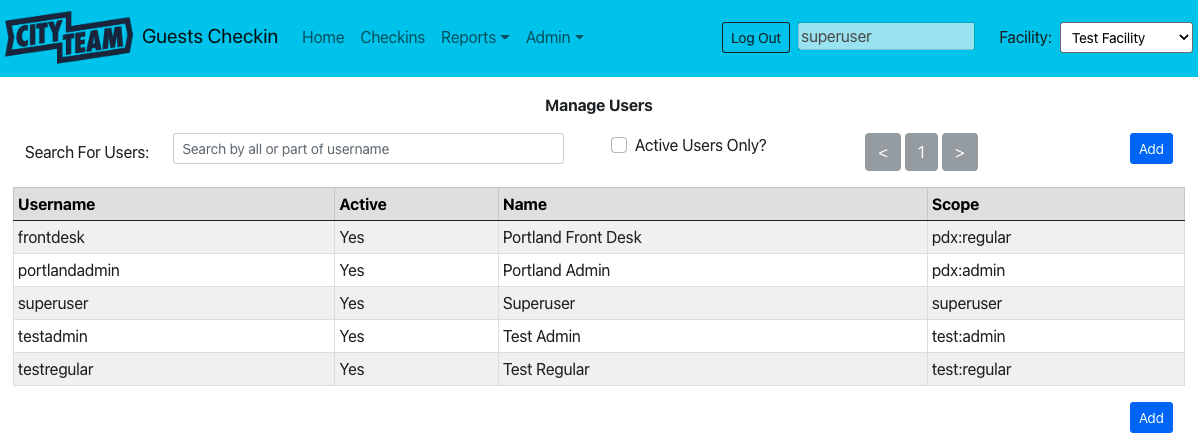 CITY TEAM Guests Checkin Home Checkins Reports Admin Log Out superuser Facility: Test Facility
Manage Users
Search For Users: Search by all or part of username Active Users Only? < 1 > Add
Username Active Name Scope
frontdesk Yes Portland Front Desk pdx:regular
portlandadmin Yes Portland Admin pdx:admin
superuser Yes Superuser superuser
testadmin Yes Test Admin test:admin
testregular Yes Test Regular test:regular
Add